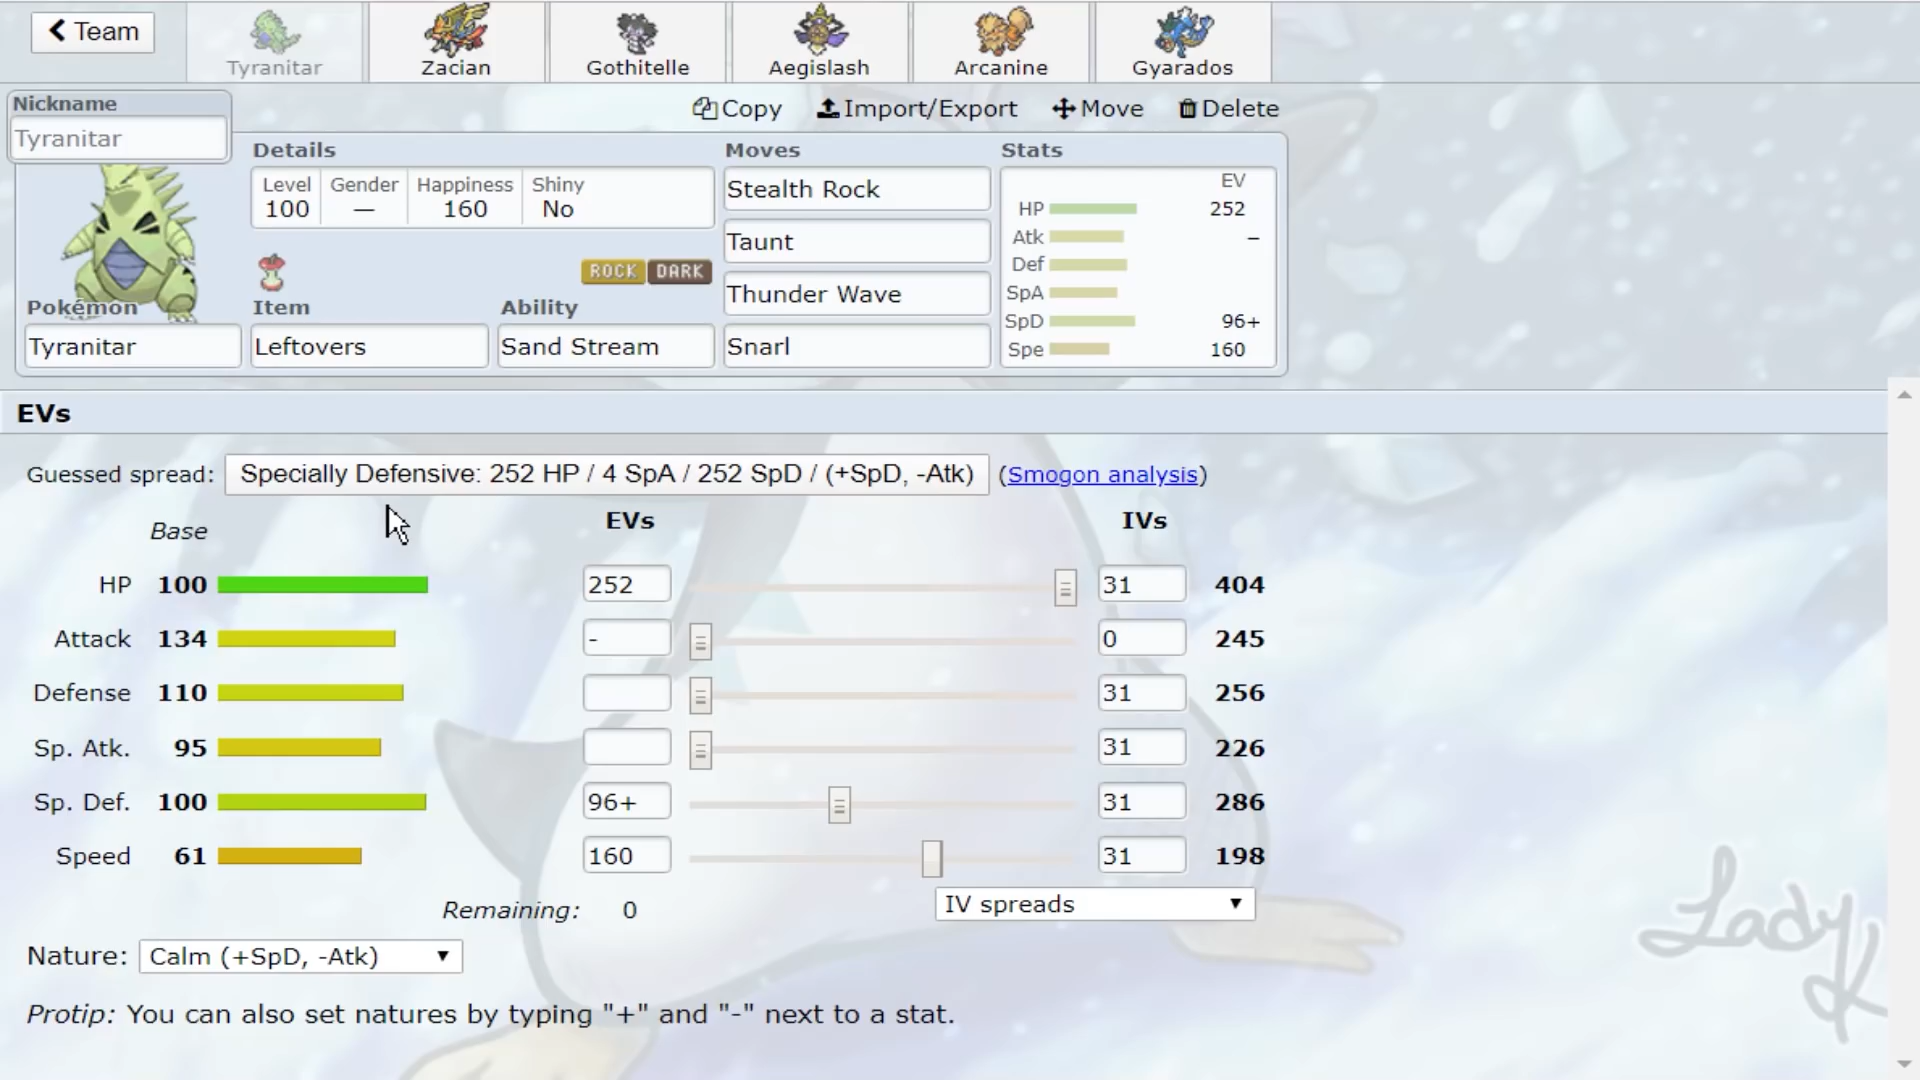 Team
Tyranitar
Zacian
Gothitelle
Aegislash
Arcanine
Gyarados
Nickname
Tyranitar
Copy
Import/Export
Move
Delete
Details
Moves
Stats
Level Gender Happiness Shiny
100 — 160 No
ROCK DARK
Pokémon
Item
Ability
Tyranitar
Leftovers
Sand Stream
Stealth Rock
Taunt
Thunder Wave
Snarl
EV
HP 252
Atk –
Def
SpA
SpD 96+
Spe 160
EVs
Guessed spread: Specially Defensive: 252 HP / 4 SpA / 252 SpD / (+SpD, -Atk) (Smogon analysis)
Base EVs IVs
HP 100 252 31 404
Attack 134 - 0 245
Defense 110 31 256
Sp. Atk. 95 31 226
Sp. Def. 100 96+ 31 286
Speed 61 160 31 198
Remaining: 0 IV spreads
Nature: Calm (+SpD, -Atk)
Protip: You can also set natures by typing "+" and "-" next to a stat.
Lady
K